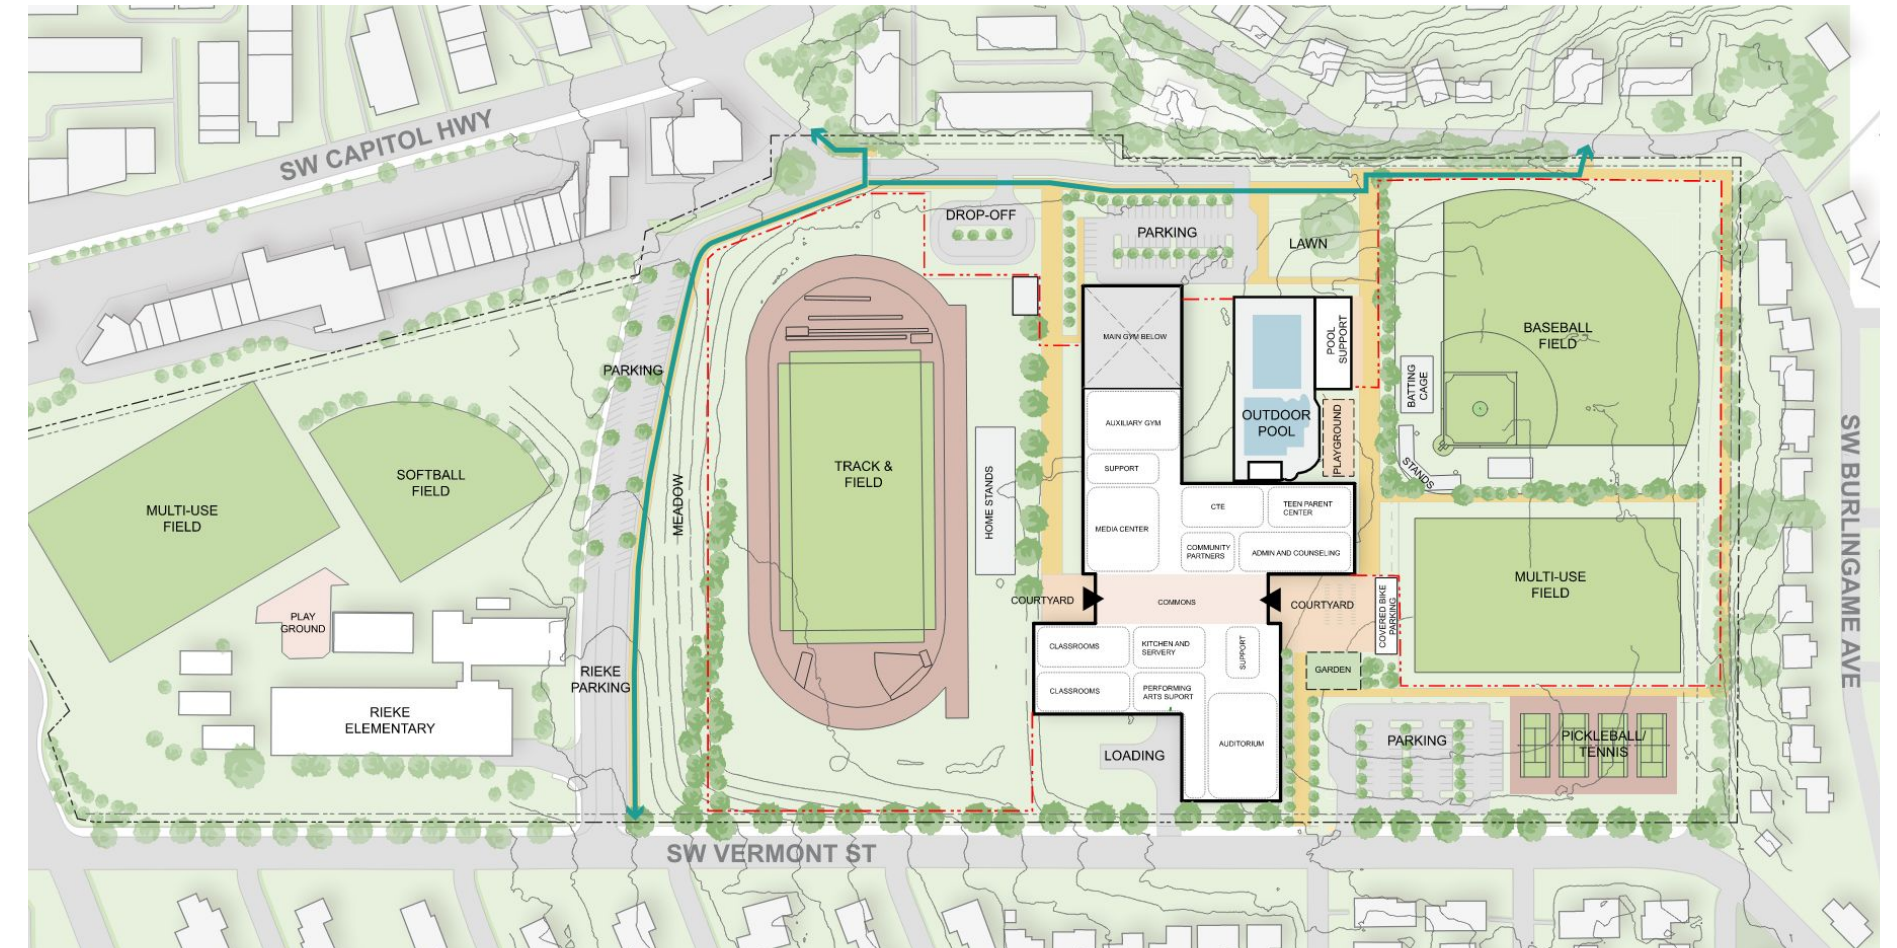 SW CAPITOL HWY
DROP-OFF
PARKING
LAWN
MAIN GYM BELOW
POOL
SUPPORT
BASEBALL
FIELD
PARKING
BATTING
CAGE
OUTDOOR
POOL
PLAYGROUND
AUXILIARY GYM
SOFTBALL
FIELD
TRACK &
FIELD
SUPPORT
STANDS
MULTI-USE
FIELD
MEADOW
HOME STANDS
MEDIA CENTER
CTE
TEEN PARENT
CENTER
COMMUNITY
PARTNERS
ADMIN AND COUNSELING
SW BURLINGAME AVE
MULTI-USE
FIELD
COURTYARD
COMMONS
COURTYARD
COVERED BIKE
PARKING
PLAY
GROUND
CLASSROOMS
KITCHEN AND
SERVERY
SUPPORT
GARDEN
RIEKE
PARKING
CLASSROOMS
PERFORMING
ARTS SUPORT
RIEKE
ELEMENTARY
LOADING
AUDITORIUM
PARKING
PICKLEBALL/
TENNIS
SW VERMONT ST